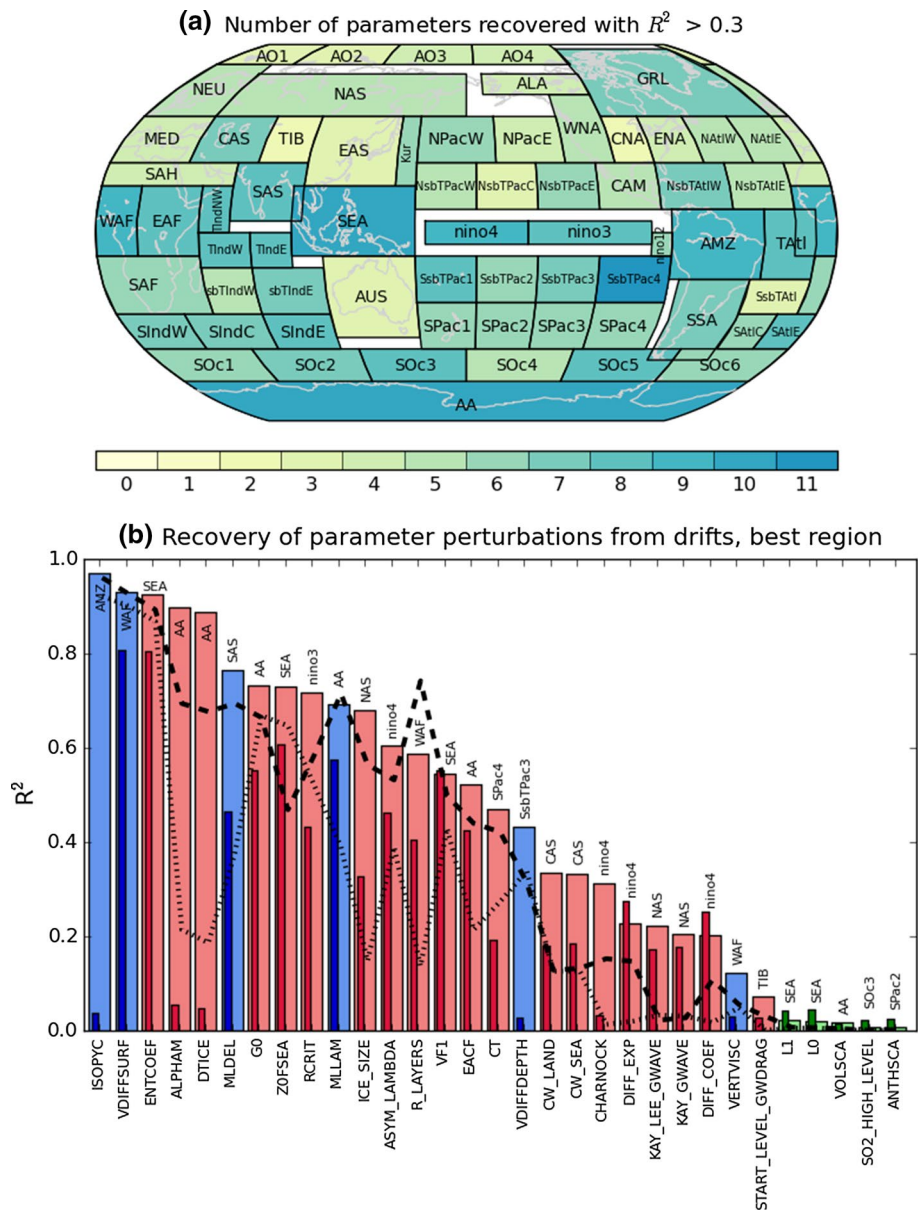 (a) Number of parameters recovered with R² > 0.3
AO1 AO2 AO3 AO4
NEU NAS ALA GRL
MED CAS TIB EAS Kur NPacW NPacE WNA CNA ENA NAtlW NAtlE
SAH TIndNW SAS NsbTPacW NsbTPacC NsbTPacE CAM NsbTAtlW NsbTAtlE
WAF EAF SEA nino4 nino3 nino12 AMZ TAtl
TIndW TIndE
SAF sbTIndW sbTIndE AUS SsbTPac1 SsbTPac2 SsbTPac3 SsbTPac4 SsbTAtl
SIndW SIndC SIndE SPac1 SPac2 SPac3 SPac4 SSA SAtlC SAtlE
SOc1 SOc2 SOc3 SOc4 SOc5 SOc6
AA
0 1 2 3 4 5 6 7 8 9 10 11
(b) Recovery of parameter perturbations from drifts, best region
R²
1.0
0.8
0.6
0.4
0.2
0.0
AMZ WAF SEA AA AA SAS AA SEA nino3 AA NAS nino4 WAF SEA AA SPac4 SsbTPac3 CAS CAS nino4 nino4 NAS NAS nino4 WAF TIB SEA SEA AA SOc3 SPac2
ISOPYC
VDIFFSURF
ENTCOEF
ALPHAM
DTICE
MLDEL
G0
Z0FSEA
RCRIT
MLLAM
ICE_SIZE
ASYM_LAMBDA
R_LAYERS
VF1
EACF
CT
VDIFFDEPTH
CW_LAND
CW_SEA
CHARNOCK
DIFF_EXP
KAY_LEE_GWAVE
KAY_GWAVE
DIFF_COEF
VERTVISC
START_LEVEL_GWDRAG
L1
L0
VOLSCA
SO2_HIGH_LEVEL
ANTHSCA